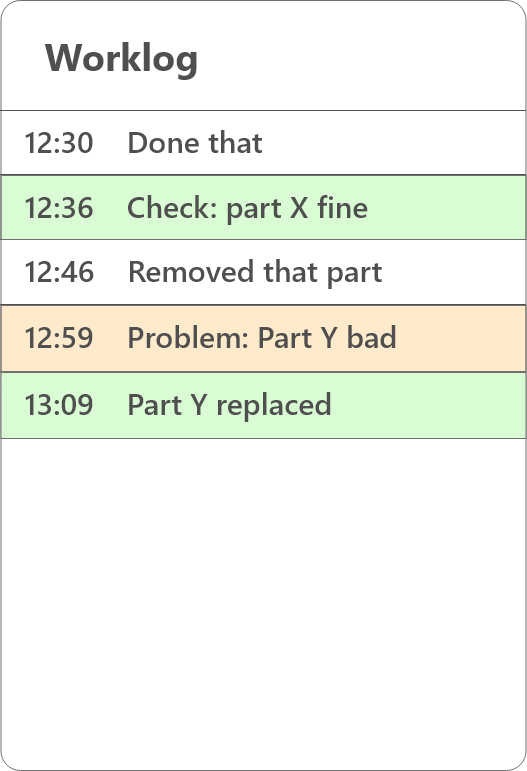 Worklog
12:30 Done that
12:36 Check: part X fine
12:46 Removed that part
12:59 Problem: Part Y bad
13:09 Part Y replaced